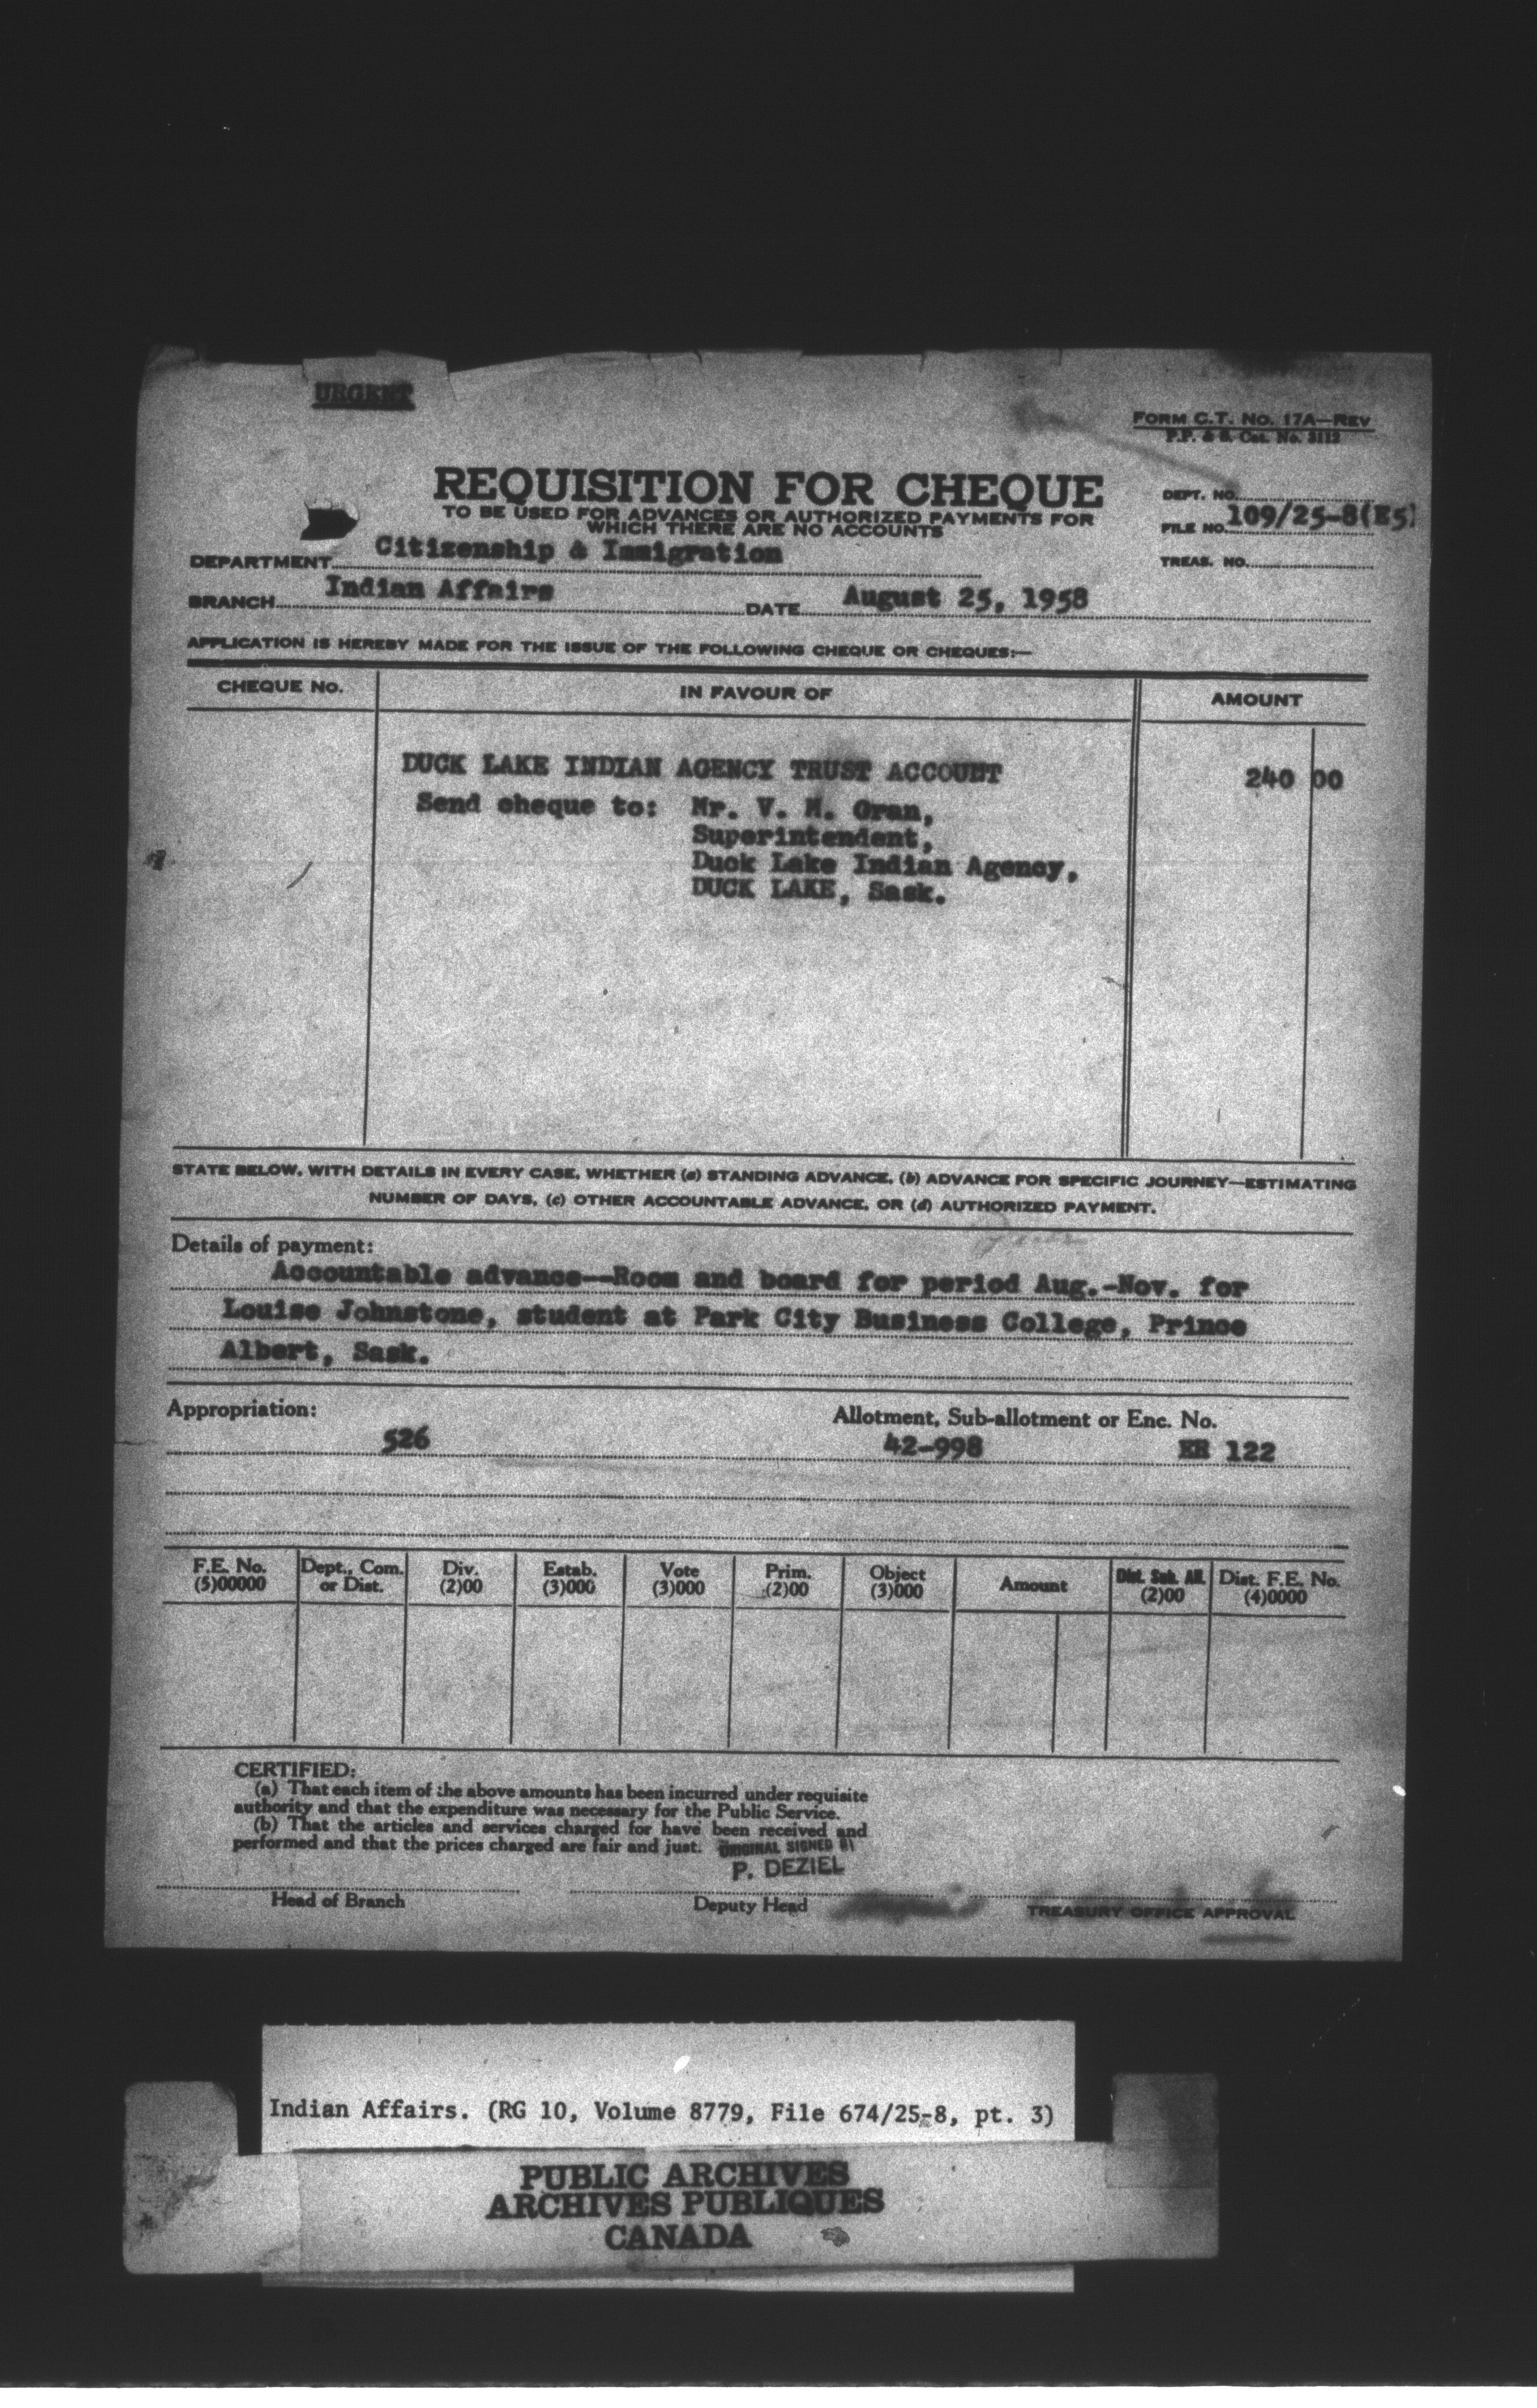 URGENT
FORM C.T. No. 17A—REV
P.P. & S. Cat. No. 3112
REQUISITION FOR CHEQUE
TO BE USED FOR ADVANCES OR AUTHORIZED PAYMENTS FOR
WHICH THERE ARE NO ACCOUNTS
DEPT. NO.
FILE NO. 109/25-8(E5)
TREAS. NO.
DEPARTMENT Citizenship & Immigration
BRANCH Indian Affairs DATE August 25, 1958
APPLICATION IS HEREBY MADE FOR THE ISSUE OF THE FOLLOWING CHEQUE OR CHEQUES:—
CHEQUE No. IN FAVOUR OF AMOUNT
DUCK LAKE INDIAN AGENCY TRUST ACCOUNT 240 00
Send cheque to: Mr. V. M. Gran,
Superintendent,
Duck Lake Indian Agency,
DUCK LAKE, Sask.
STATE BELOW, WITH DETAILS IN EVERY CASE, WHETHER (a) STANDING ADVANCE, (b) ADVANCE FOR SPECIFIC JOURNEY—ESTIMATING
NUMBER OF DAYS, (c) OTHER ACCOUNTABLE ADVANCE, OR (d) AUTHORIZED PAYMENT.
Details of payment:
Accountable advance--Room and board for period Aug.-Nov. for
Louise Johnstone, student at Park City Business College, Prince
Albert, Sask.
Appropriation: Allotment, Sub-allotment or Enc. No.
526 42-998 ER 122
F.E. No. Dept., Com. Div. Estab. Vote Prim. Object Amount Dist. Sub. All. Dist. F.E. No.
(5)00000 or Dist. (2)00 (3)000 (3)000 (2)00 (3)000 (2)00 (4)0000
CERTIFIED:
(a) That each item of the above amounts has been incurred under requisite
authority and that the expenditure was necessary for the Public Service.
(b) That the articles and services charged for have been received and
performed and that the prices charged are fair and just. ORIGINAL SIGNED BY
P. DEZIEL
Head of Branch Deputy Head TREASURY OFFICE APPROVAL
Indian Affairs. (RG 10, Volume 8779, File 674/25-8, pt. 3)
PUBLIC ARCHIVES
ARCHIVES PUBLIQUES
CANADA